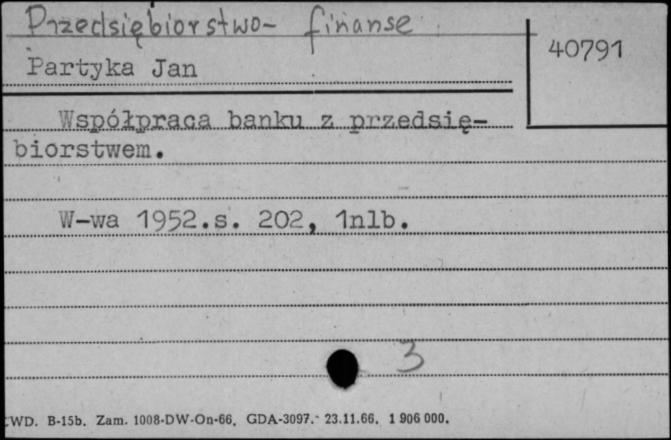 Przedsiębiorstwo- finanse
40791
Partyka Jan
Współpraca banku z przedsię-
biorstwem.
W-wa 1952.s. 202, 1nlb.
3
CWD. B-15b. Zam. 1008-DW-On-66. GDA-3097.- 23.11.66. 1 906 000.